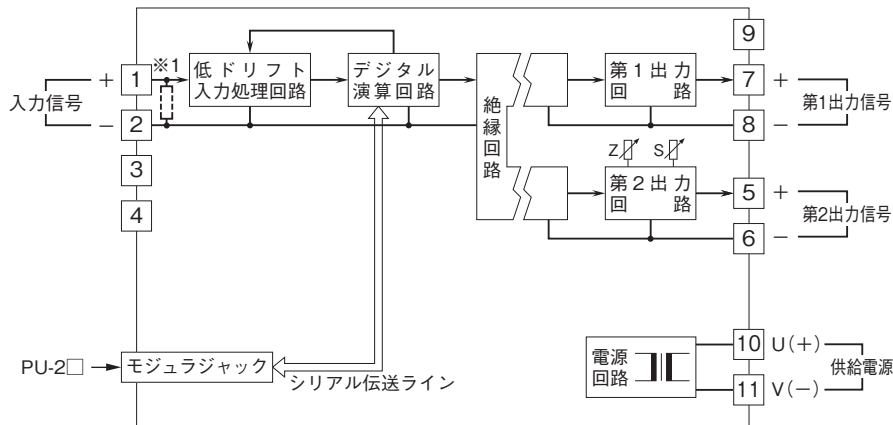 入力信号
+
−
1
2
3
4
※1
低ドリフト
入力処理回路
デジタル
演算回路
絶縁回路
第1出力
回路
Z
S
第2出力
回路
9
7
+
8
−
第1出力信号
5
+
6
−
第2出力信号
PU-2□
モジュラジャック
シリアル伝送ライン
電源
回路
10
U(+)
11
V(−)
供給電源